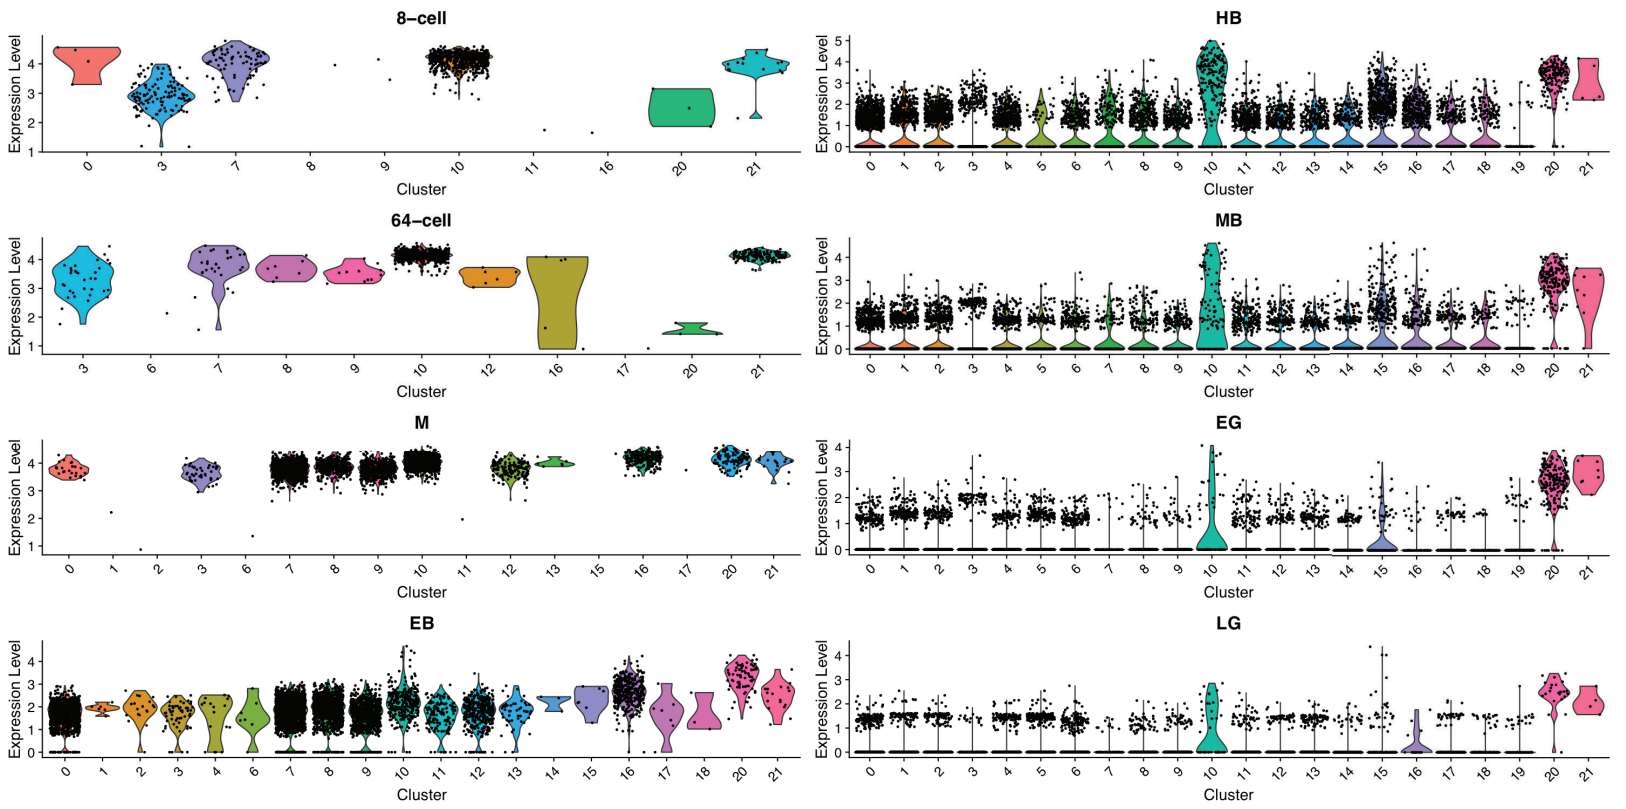 8–cell
Expression Level
4
3
2
1
0 3 7 8 9 10 11 16 20 21
Cluster
HB
Expression Level
5
4
3
2
1
0
0 1 2 3 4 5 6 7 8 9 10 11 12 13 14 15 16 17 18 19 20 21
Cluster
64–cell
Expression Level
4
3
2
1
3 6 7 8 9 10 12 16 17 20 21
Cluster
MB
Expression Level
4
3
2
1
0
0 1 2 3 4 5 6 7 8 9 10 11 12 13 14 15 16 17 18 19 20 21
Cluster
M
Expression Level
4
3
2
1
0 1 2 3 6 7 8 9 10 11 12 13 15 16 17 20 21
Cluster
EG
Expression Level
4
3
2
1
0
0 1 2 3 4 5 6 7 8 9 10 11 12 13 14 15 16 17 18 19 20 21
Cluster
EB
Expression Level
4
3
2
1
0
0 1 2 3 4 6 7 8 9 10 11 12 13 14 15 16 17 18 20 21
Cluster
LG
Expression Level
4
3
2
1
0
0 1 2 3 4 5 6 7 8 9 10 11 12 13 14 15 16 17 18 19 20 21
Cluster